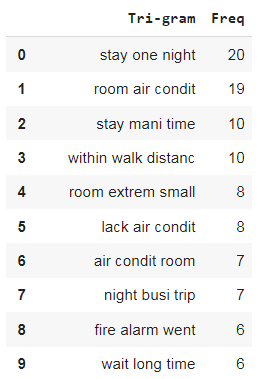 Tri-gram Freq
0 stay one night 20
1 room air condit 19
2 stay mani time 10
3 within walk distanc 10
4 room extrem small 8
5 lack air condit 8
6 air condit room 7
7 night busi trip 7
8 fire alarm went 6
9 wait long time 6